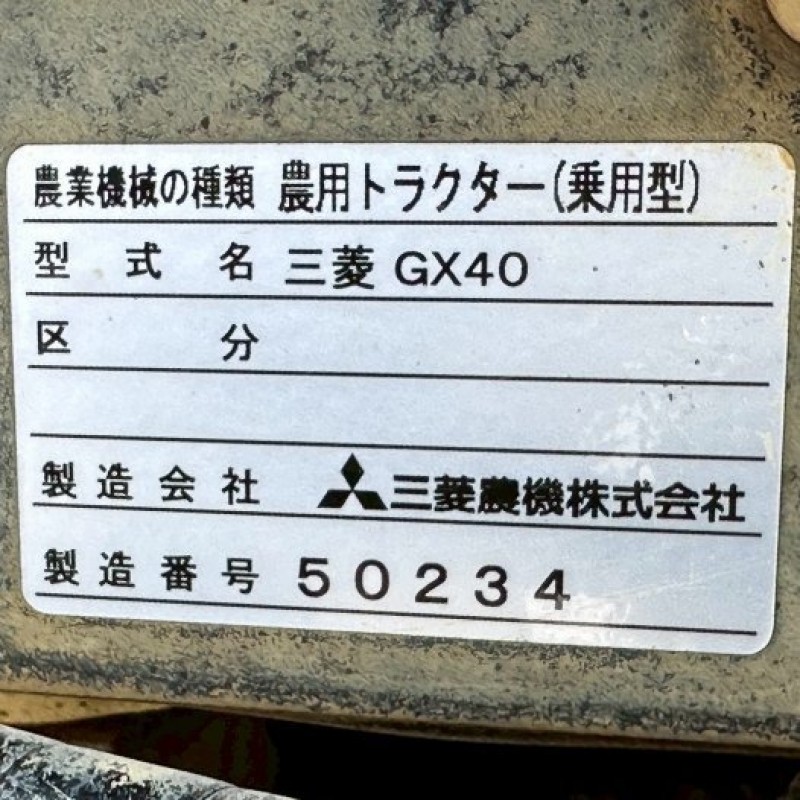 農業機械の種類 農用トラクター(乗用型)
型式名 三菱 GX40
区分
製造会社 三菱農機株式会社
製造番号 50234